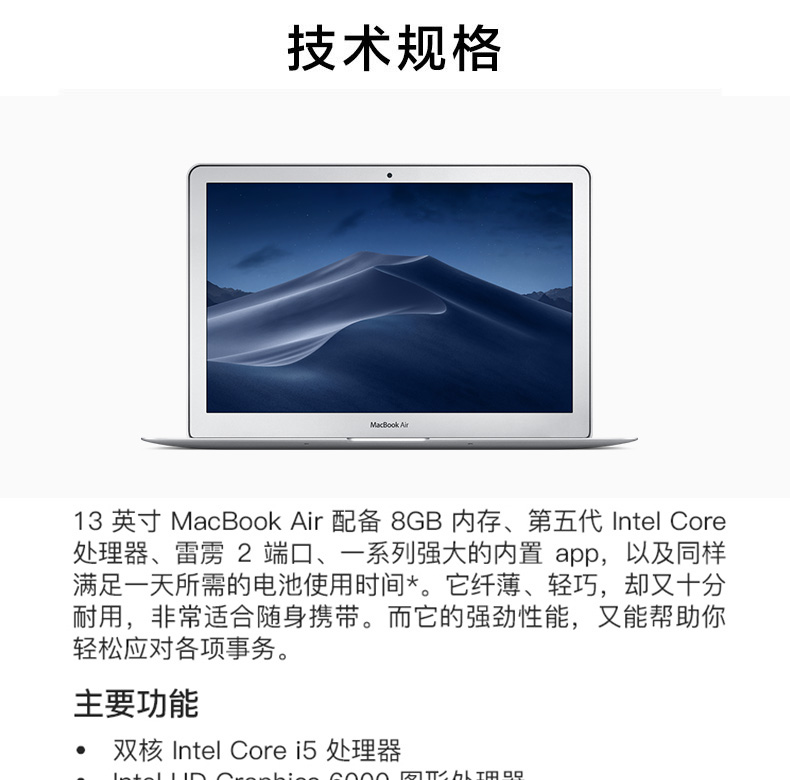 技术规格
MacBook Air
13 英寸 MacBook Air 配备 8GB 内存、第五代 Intel Core
处理器、雷雳 2 端口、一系列强大的内置 app，以及同样
满足一天所需的电池使用时间*。它纤薄、轻巧，却又十分
耐用，非常适合随身携带。而它的强劲性能，又能帮助你
轻松应对各项事务。
主要功能
• 双核 Intel Core i5 处理器
• Intel HD Graphics 6000 图形处理器